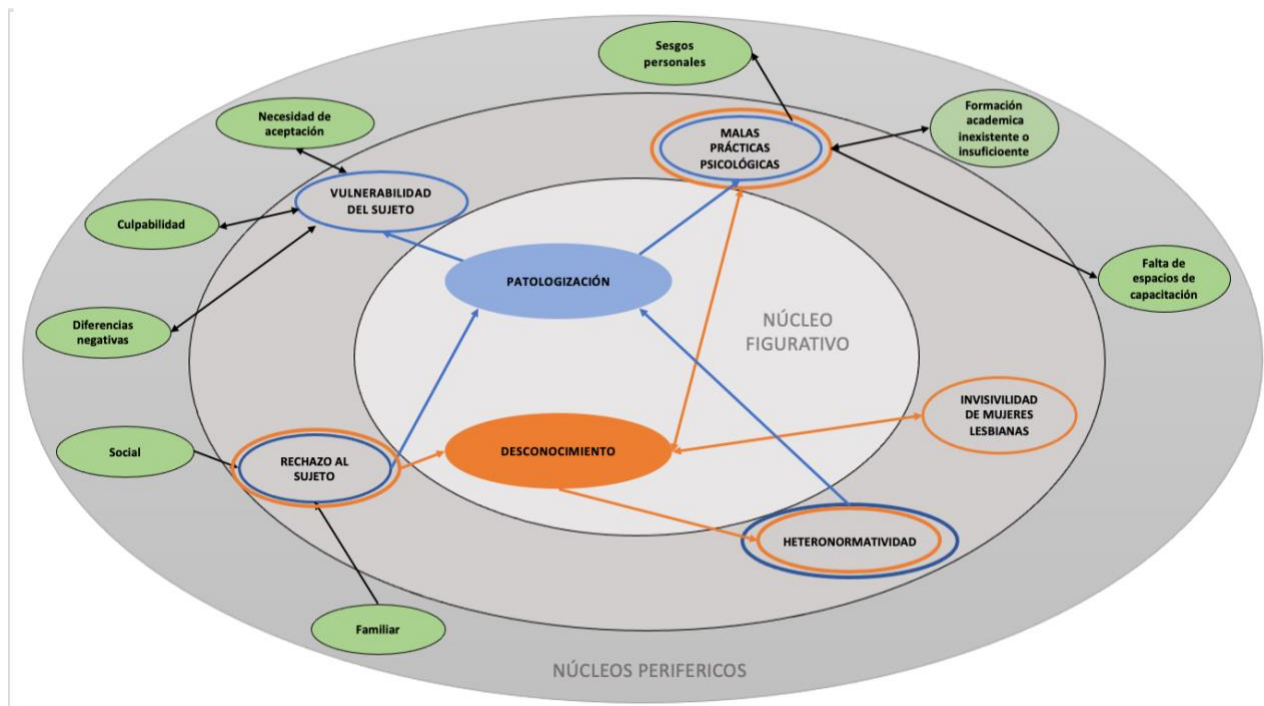 Sesgos
personales
Necesidad de
aceptación
Formación
academica
inexistente o
insuficioente
MALAS
PRÁCTICAS
PSICOLÓGICAS
VULNERABILIDAD
DEL SUJETO
Culpabilidad
PATOLOGIZACIÓN
Falta de
espacios de
capacitación
Diferencias
negativas
NÚCLEO
FIGURATIVO
INVISIVILIDAD
DE MUJERES
LESBIANAS
Social
RECHAZO AL
SUJETO
DESCONOCIMIENTO
HETERONORMATIVIDAD
Familiar
NÚCLEOS PERIFERICOS